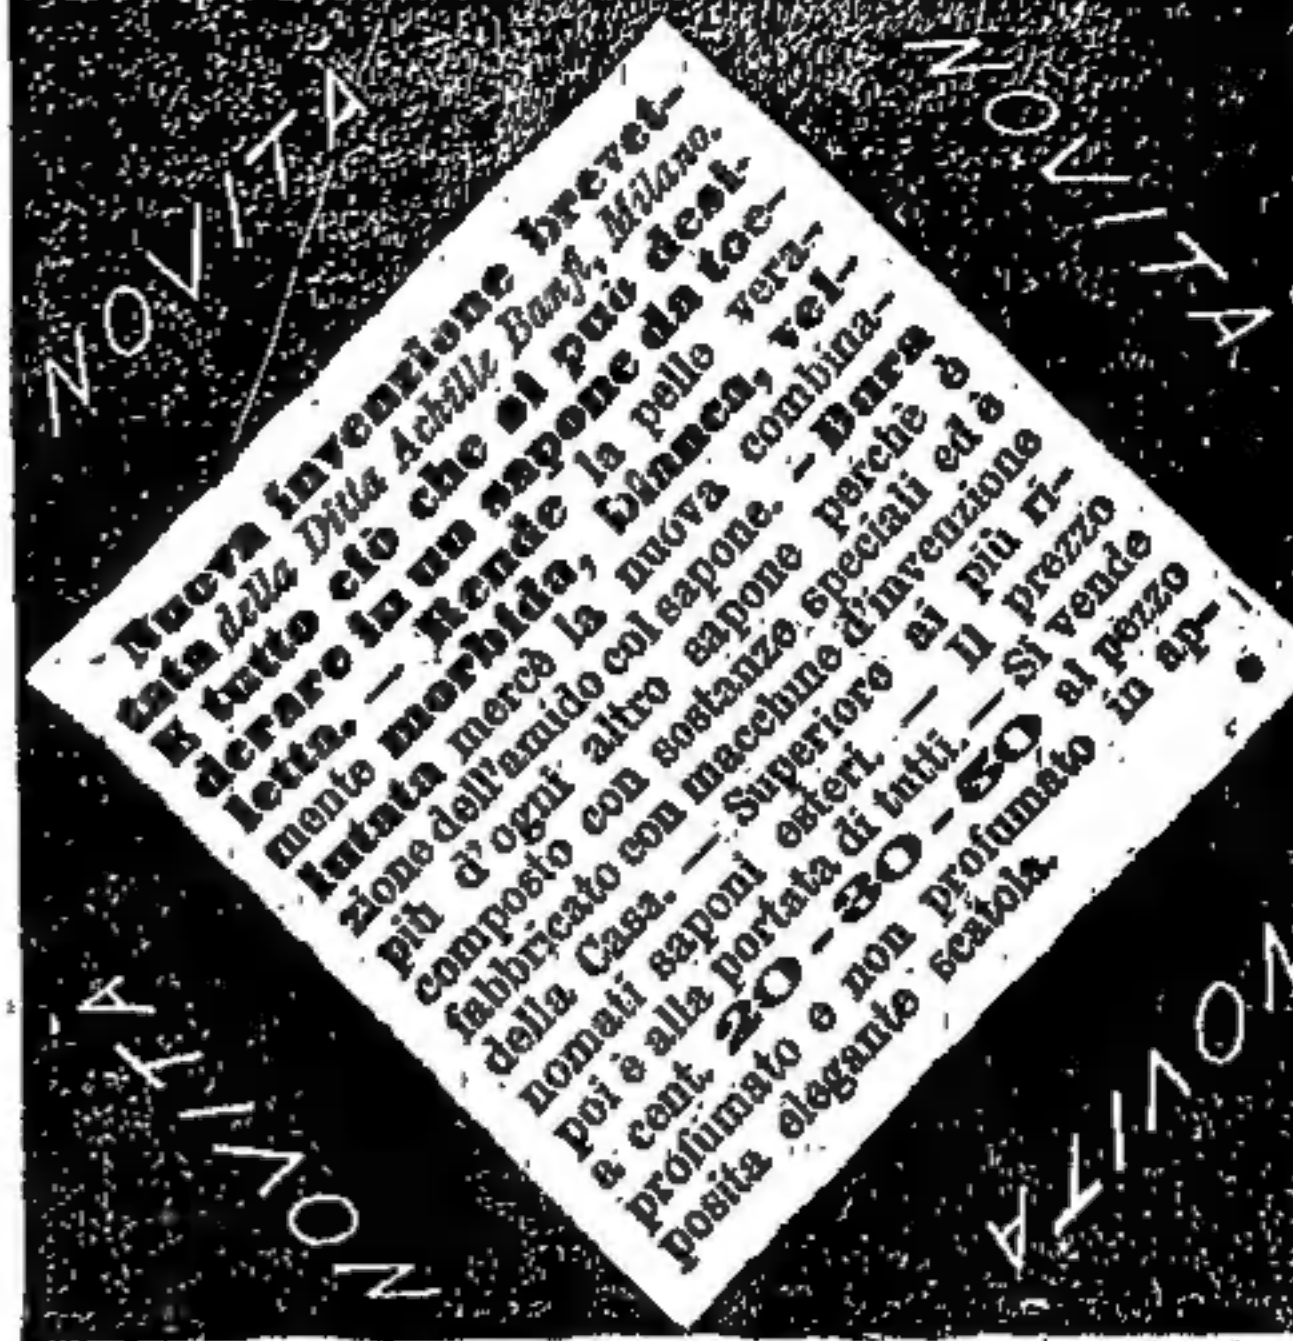 NOVITÀ
NOVITÀ
Nuova invenzione brevet-
tata della Ditta Achille Banfi, Milano.
È tutto ciò che si può desi-
derare in un sapone da toe-
letta. — Rende la pelle vera-
mente morbida, bianca, vel-
lutata mercè la nuova combina-
zione dell'amido col sapone. — Dura
più d'ogni altro sapone perchè è
composto con sostanze speciali ed è
fabbricato con macchine d'invenzione
della Casa. — Superiore ai più ri-
nomati saponi esteri. — Il prezzo
poi è alla portata di tutti. — Si vende
a cent. 20-30-50 al pezzo
profumato e non profumato in ap-
posita elegante scatola.
NOVITA
NOVITA